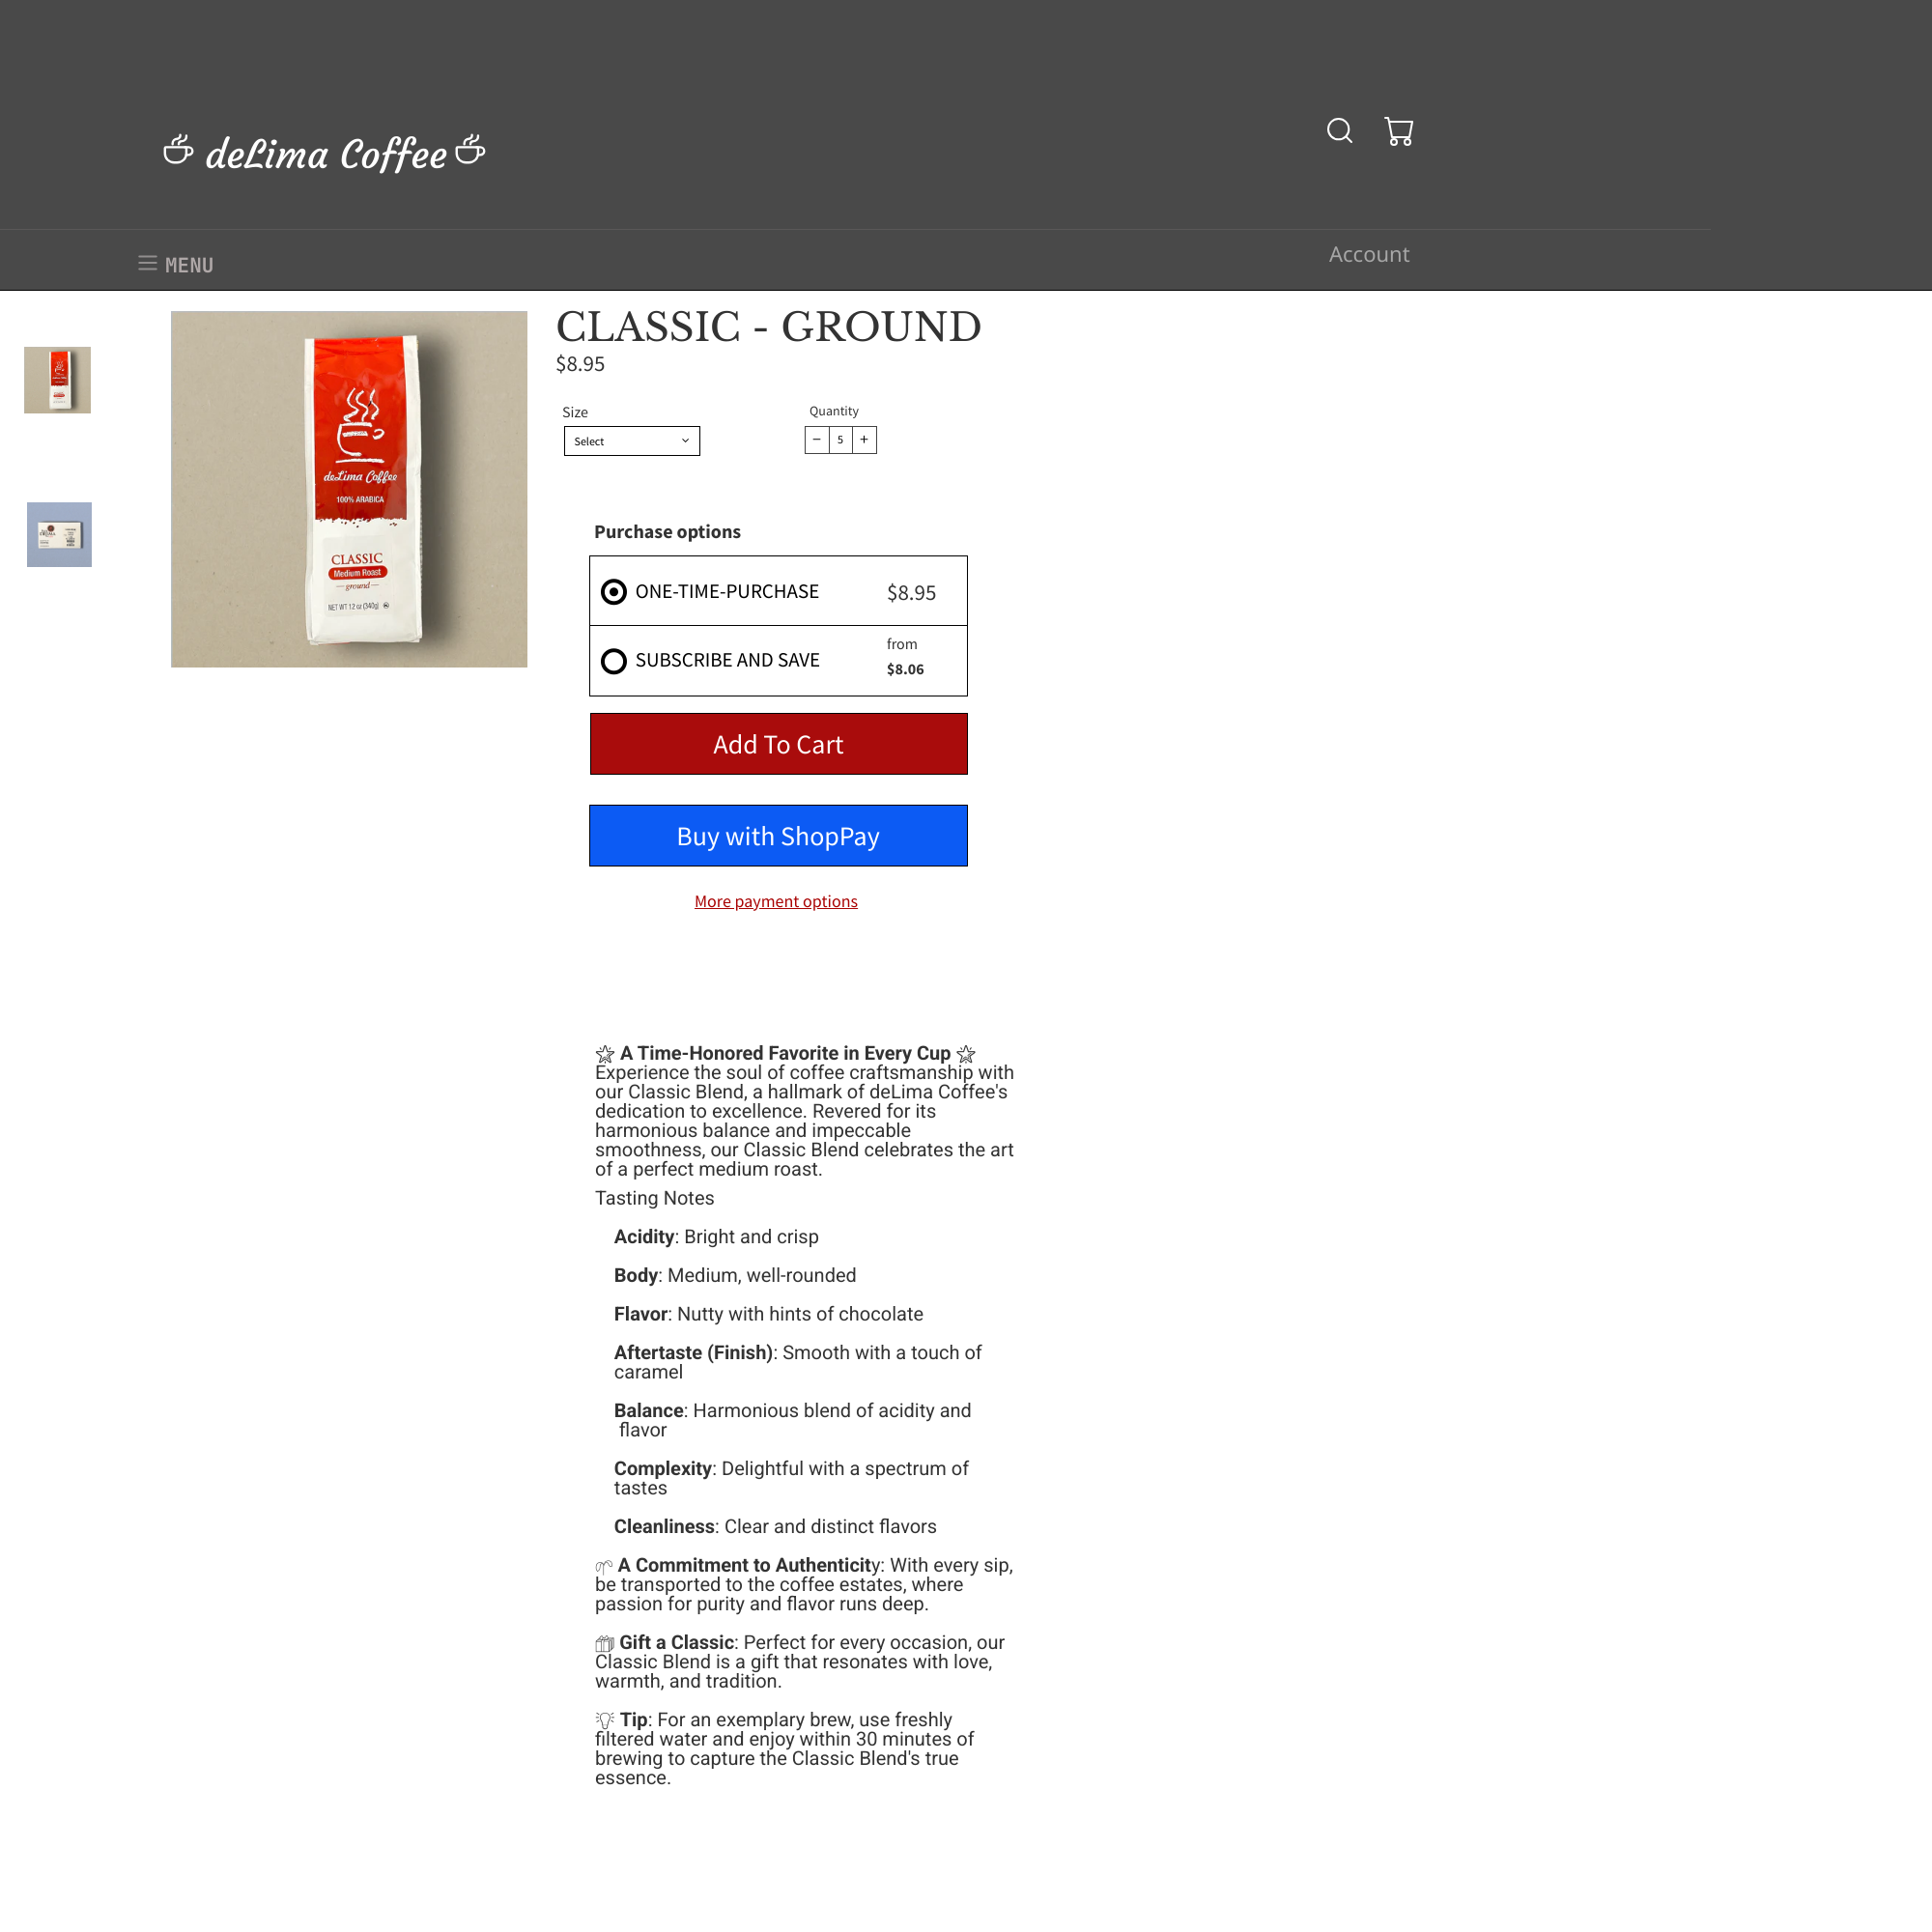 deLima Coffee
MENU
Account
CLASSIC - GROUND
$8.95
Size
Quantity
Select
5
deLima Coffee
100% ARABICA
CLASSIC
Medium Roast
ground
NET WT 12 oz (340g)
Purchase options
ONE-TIME-PURCHASE
$8.95
SUBSCRIBE AND SAVE
from
$8.06
Add To Cart
Buy with ShopPay
More payment options
A Time-Honored Favorite in Every Cup
Experience the soul of coffee craftsmanship with
our Classic Blend, a hallmark of deLima Coffee's
dedication to excellence. Revered for its
harmonious balance and impeccable
smoothness, our Classic Blend celebrates the art
of a perfect medium roast.
Tasting Notes
Acidity: Bright and crisp
Body: Medium, well-rounded
Flavor: Nutty with hints of chocolate
Aftertaste (Finish): Smooth with a touch of
caramel
Balance: Harmonious blend of acidity and
flavor
Complexity: Delightful with a spectrum of
tastes
Cleanliness: Clear and distinct flavors
A Commitment to Authenticity: With every sip,
be transported to the coffee estates, where
passion for purity and flavor runs deep.
Gift a Classic: Perfect for every occasion, our
Classic Blend is a gift that resonates with love,
warmth, and tradition.
Tip: For an exemplary brew, use freshly
filtered water and enjoy within 30 minutes of
brewing to capture the Classic Blend's true
essence.